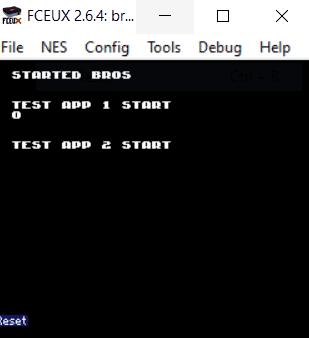 FCEUX 2.6.4: br...
File NES Config Tools Debug Help
Ctrl + R
STARTED BROS
TEST APP 1 START
0
TEST APP 2 START
Reset